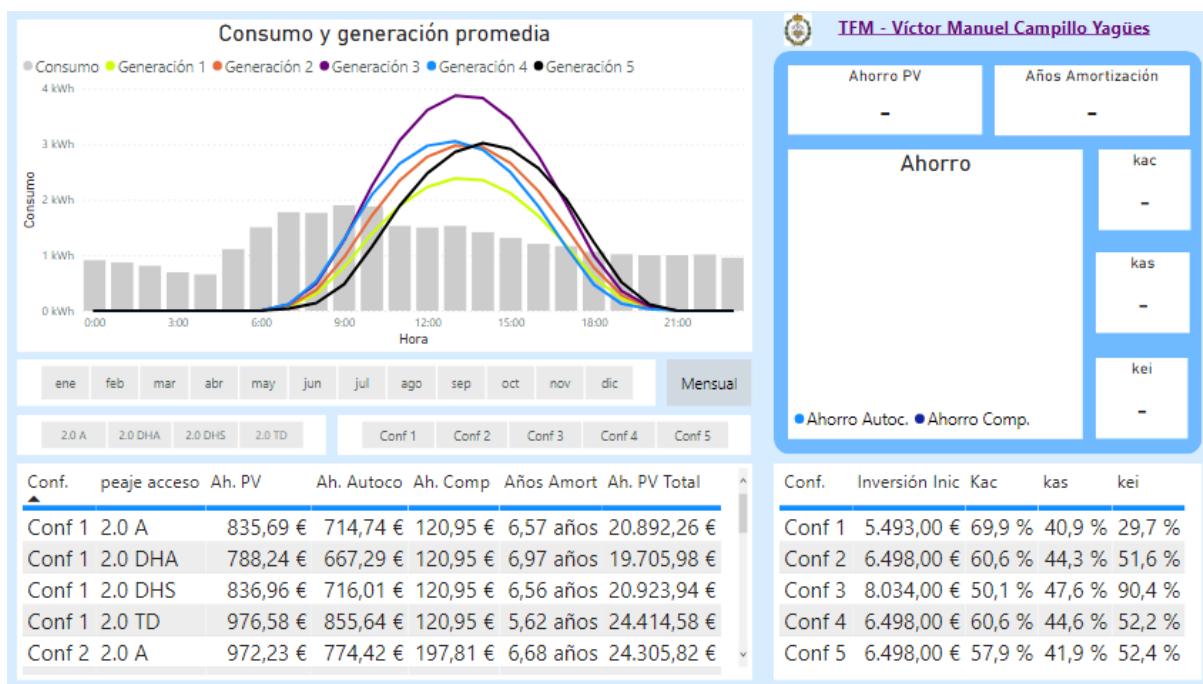 Consumo y generación promedia
Consumo Generación 1 Generación 2 Generación 3 Generación 4 Generación 5
4 kWh
3 kWh
2 kWh
1 kWh
0 kWh
Consumo
0:00 3:00 6:00 9:00 12:00 15:00 18:00 21:00
Hora
ene feb mar abr may jun jul ago sep oct nov dic Mensual
2.0 A 2.0 DHA 2.0 DHS 2.0 TD Conf 1 Conf 2 Conf 3 Conf 4 Conf 5
Conf. peaje acceso Ah. PV Ah. Autoco Ah. Comp Años Amort Ah. PV Total
Conf 1 2.0 A 835,69 € 714,74 € 120,95 € 6,57 años 20.892,26 €
Conf 1 2.0 DHA 788,24 € 667,29 € 120,95 € 6,97 años 19.705,98 €
Conf 1 2.0 DHS 836,96 € 716,01 € 120,95 € 6,56 años 20.923,94 €
Conf 1 2.0 TD 976,58 € 855,64 € 120,95 € 5,62 años 24.414,58 €
Conf 2 2.0 A 972,23 € 774,42 € 197,81 € 6,68 años 24.305,82 €
TFM - Víctor Manuel Campillo Yagües
Ahorro PV Años Amortización
- -
Ahorro
kac
-
kas
-
kei
-
Ahorro Autoc. Ahorro Comp.
Conf. Inversión Inic Kac kas kei
Conf 1 5.493,00 € 69,9 % 40,9 % 29,7 %
Conf 2 6.498,00 € 60,6 % 44,3 % 51,6 %
Conf 3 8.034,00 € 50,1 % 47,6 % 90,4 %
Conf 4 6.498,00 € 60,6 % 44,6 % 52,2 %
Conf 5 6.498,00 € 57,9 % 41,9 % 52,4 %